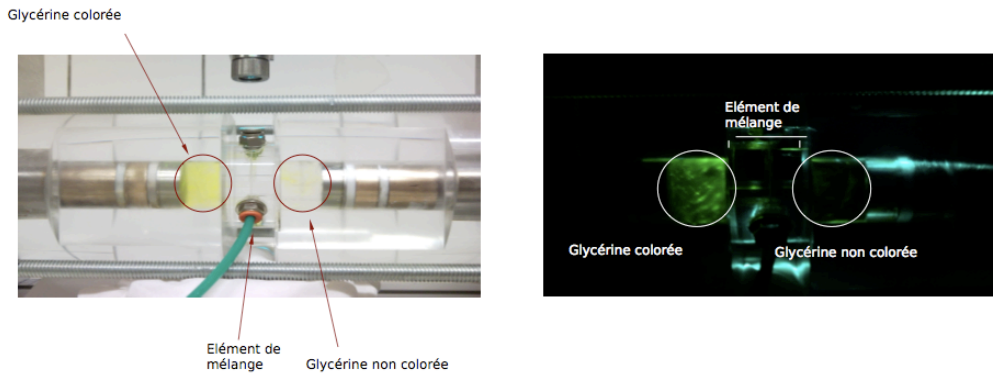 Glycérine colorée
Elément de
mélange
Glycérine non colorée
Elément de
mélange
Glycérine colorée
Glycérine non colorée